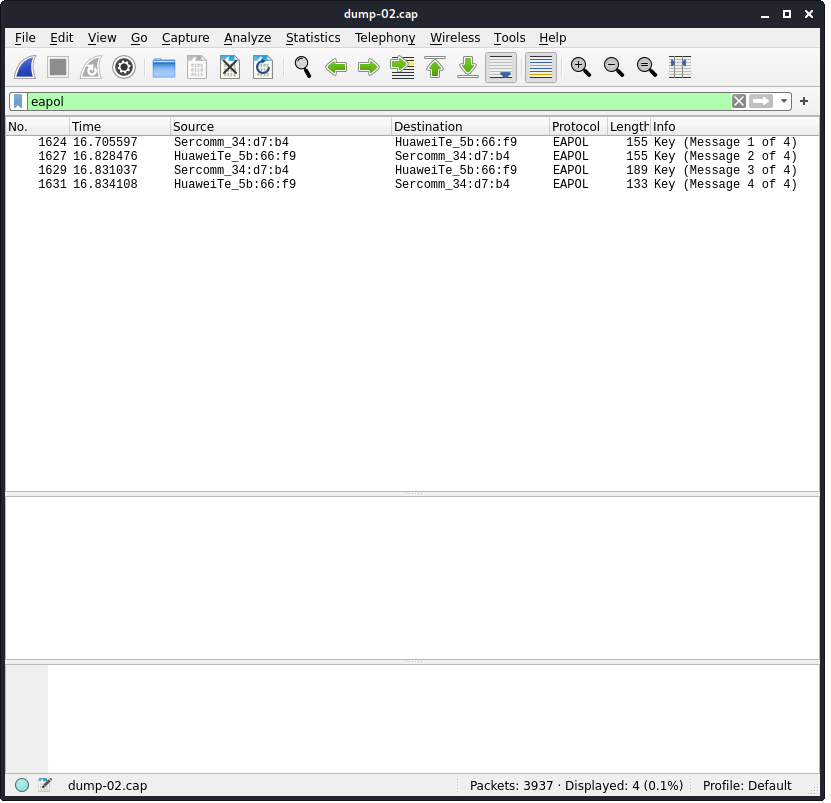 dump-02.cap
File Edit View Go Capture Analyze Statistics Telephony Wireless Tools Help
eapol
No. Time Source Destination Protocol Length Info
1624 16.705597 Sercomm_34:d7:b4 HuaweiTe_5b:66:f9 EAPOL 155 Key (Message 1 of 4)
1627 16.828476 HuaweiTe_5b:66:f9 Sercomm_34:d7:b4 EAPOL 155 Key (Message 2 of 4)
1629 16.831037 Sercomm_34:d7:b4 HuaweiTe_5b:66:f9 EAPOL 189 Key (Message 3 of 4)
1631 16.834108 HuaweiTe_5b:66:f9 Sercomm_34:d7:b4 EAPOL 133 Key (Message 4 of 4)
dump-02.cap Packets: 3937 · Displayed: 4 (0.1%) Profile: Default